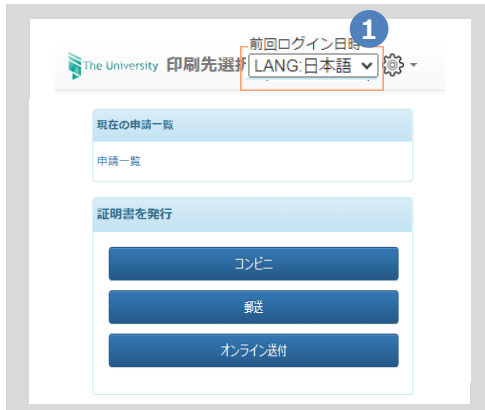 1
前回ログイン日時
The University 印刷先選択 LANG:日本語
現在の申請一覧
申請一覧
証明書を発行
コンビニ
郵送
オンライン送付